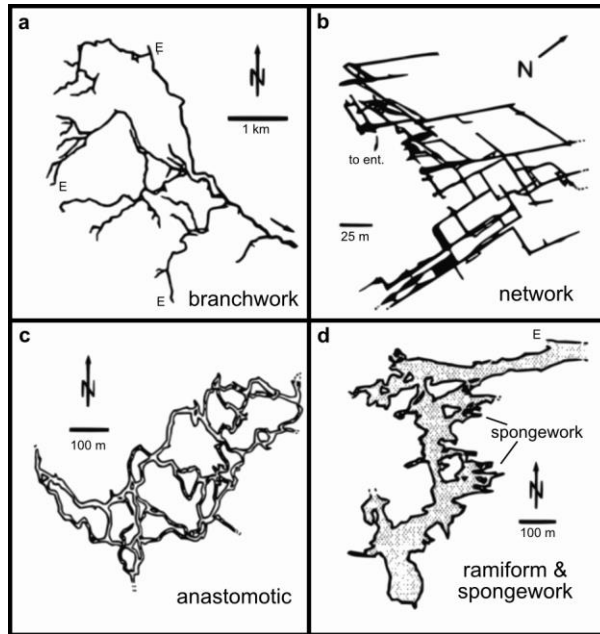 a
E
N
1 km
E
E
branchwork
b
N
to ent.
25 m
network
c
N
100 m
anastomotic
d
E
spongework
N
100 m
ramiform &
spongework